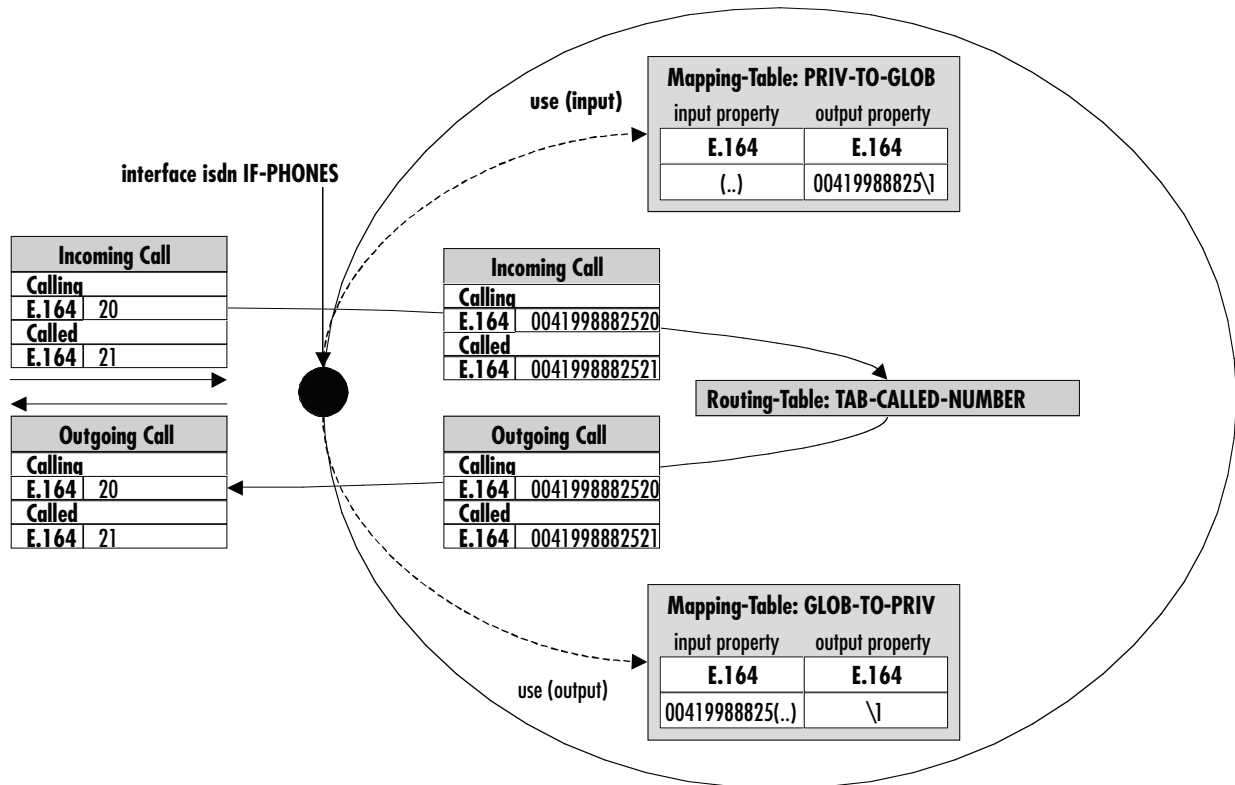 Mapping-Table: PRIV-TO-GLOB
use (input)
input property output property
E.164 E.164
(..) 00419988825\1
interface isdn IF-PHONES
Incoming Call
Calling
E.164 20
Called
E.164 21
Incoming Call
Calling
E.164 0041998882520
Called
E.164 0041998882521
Routing-Table: TAB-CALLED-NUMBER
Outgoing Call
Calling
E.164 20
Called
E.164 21
Outgoing Call
Calling
E.164 0041998882520
Called
E.164 0041998882521
Mapping-Table: GLOB-TO-PRIV
input property output property
use (output)
E.164 E.164
00419988825(..) \1